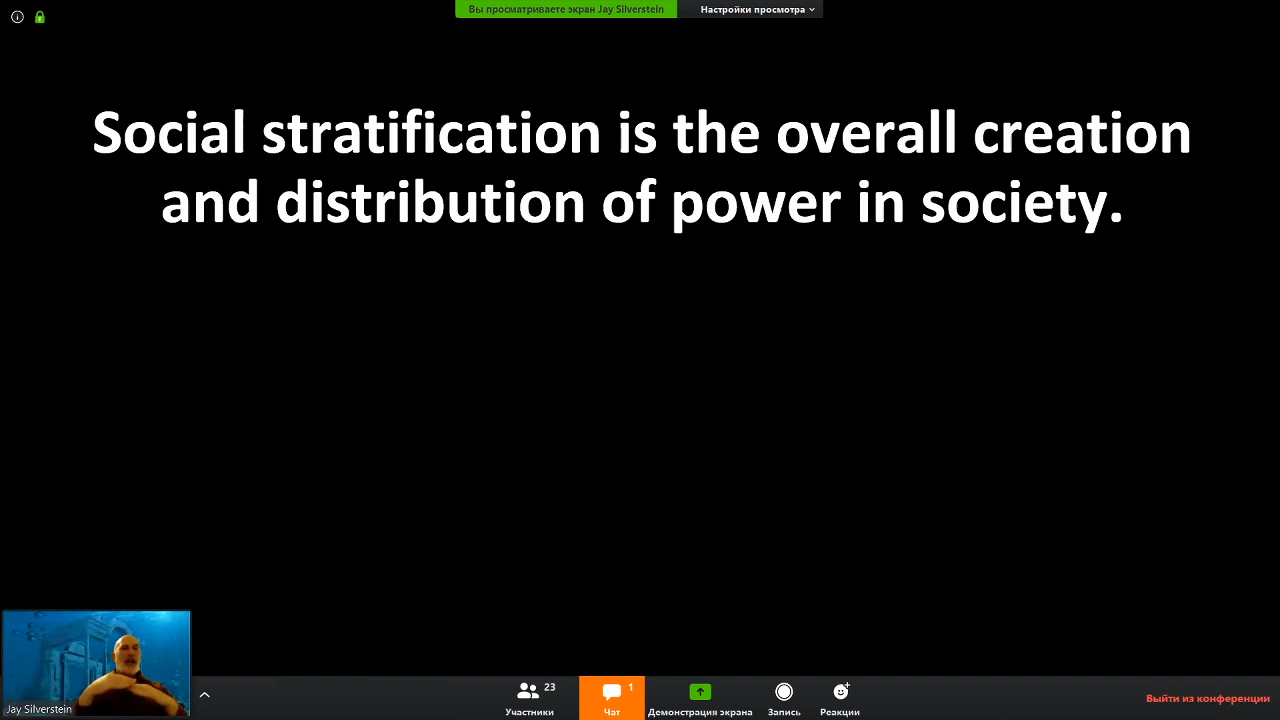 Вы просматриваете экран Jay Silverstein
Настройки просмотра
Social stratification is the overall creation
and distribution of power in society.
Jay Silverstein
23
Участники
1
Чат
Демонстрация экрана
Запись
Реакции
Выйти из конференции